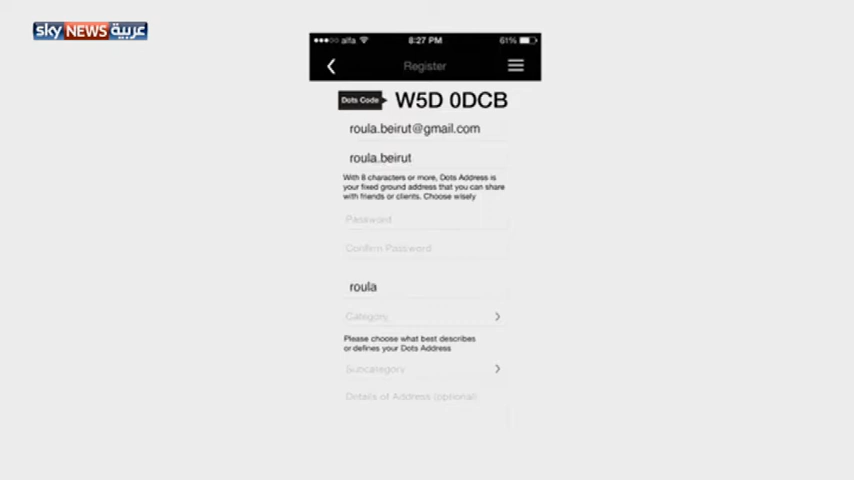 sky NEWS عربية
alfa 8:27 PM 61%
Register
Dots Code W5D 0DCB
roula.beirut@gmail.com
roula.beirut
With 8 characters or more, Dots Address is
your fixed ground address that you can share
with friends or clients. Choose wisely
Password
Confirm Password
roula
Category
Please choose what best describes
or defines your Dots Address
Subcategory
Details of Address (optional)